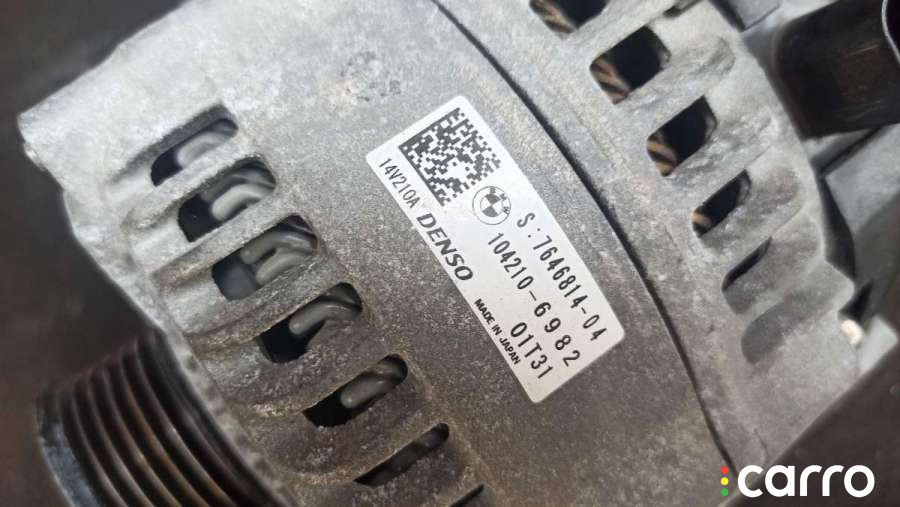 S:7646814-04
104210-6982
01T31
14V210A DENSO MADE IN JAPAN
carro